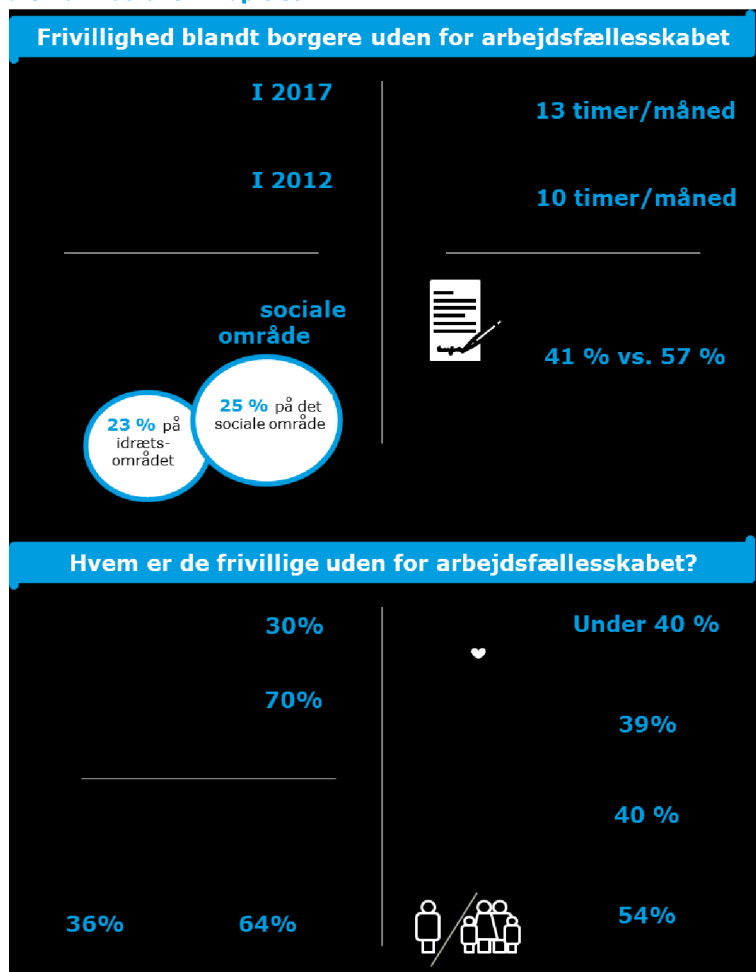 Frivillighed blandt borgere uden for arbejdsfællesskabet
I 2017
I 2012
sociale
område
23 % på
idræts-
området
25 % på det
sociale område
13 timer/måned
10 timer/måned
41 % vs. 57 %
Hvem er de frivillige uden for arbejdsfællesskabet?
30%
70%
36%
64%
Under 40 %
39%
40 %
54%